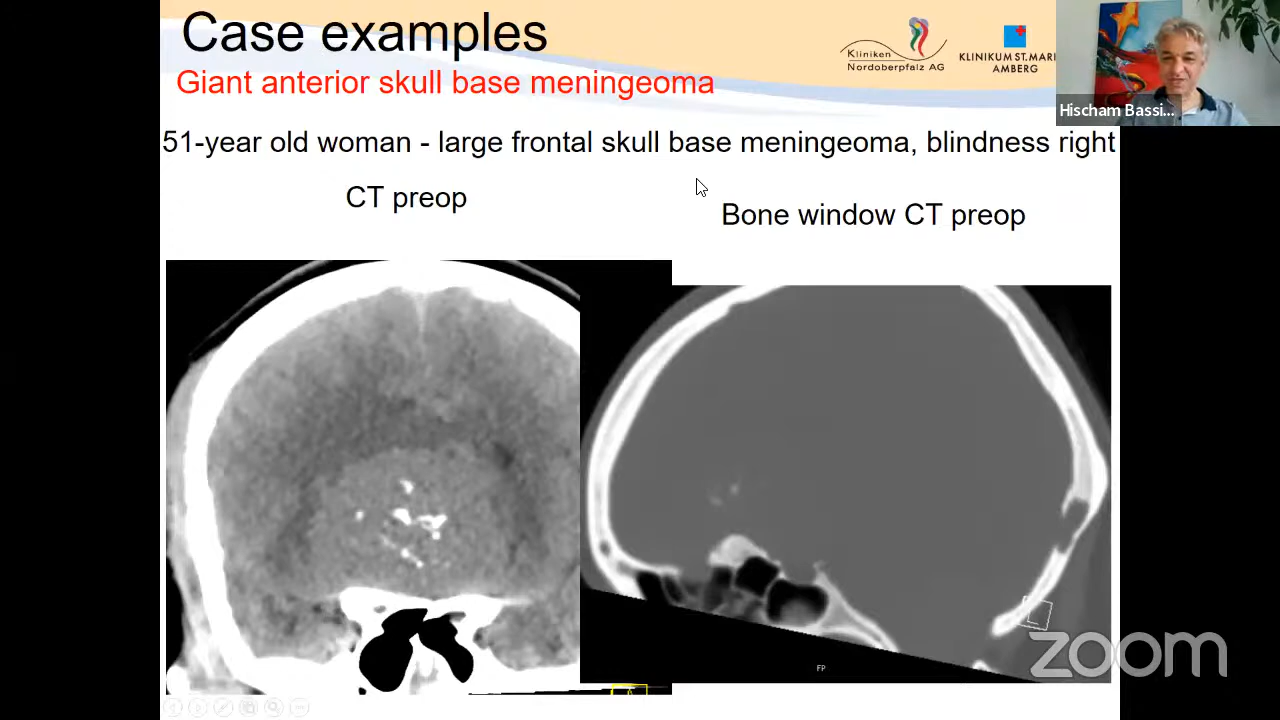 Case examples
Giant anterior skull base meningeoma
Kliniken
Nordoberpfalz AG
KLINIKUM ST.MARI
AMBERG
Hischam Bassi...
51-year old woman - large frontal skull base meningeoma, blindness right
CT preop
Bone window CT preop
FP
zoom